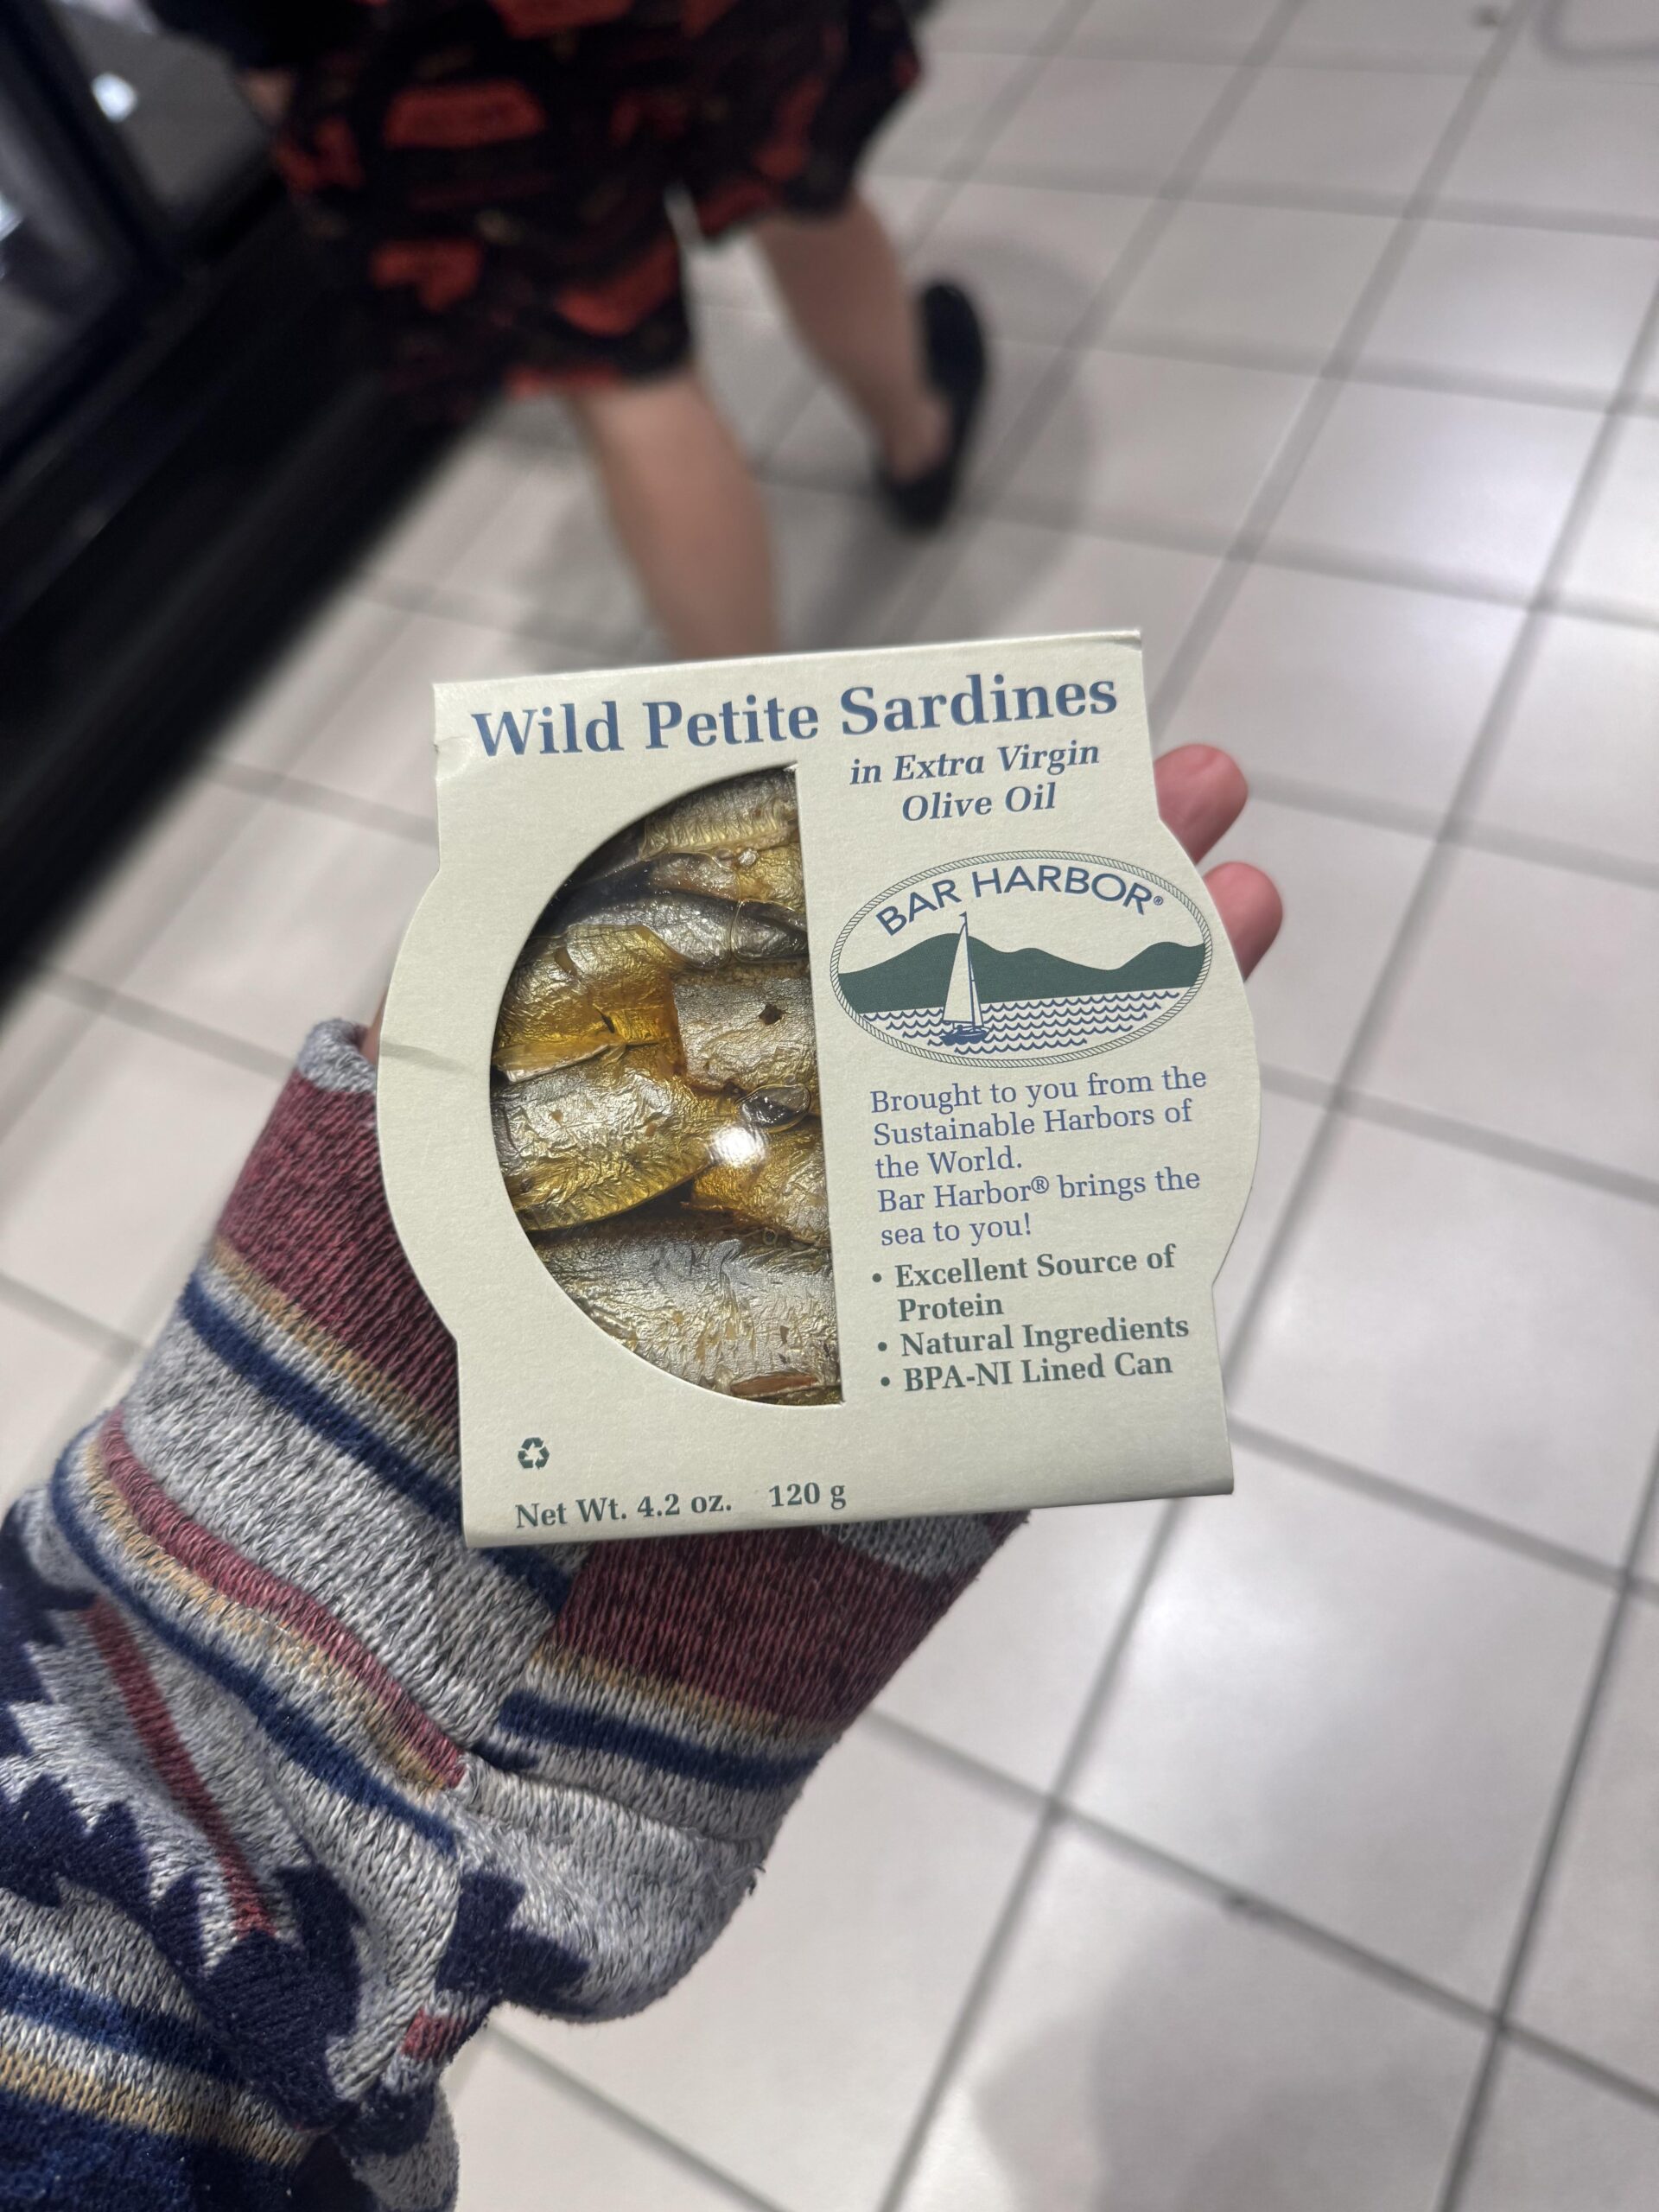 Wild Petite Sardines
in Extra Virgin
Olive Oil
BAR HARBOR®
Brought to you from the
Sustainable Harbors of
the World.
Bar Harbor® brings the
sea to you!
• Excellent Source of
Protein
• Natural Ingredients
• BPA-NI Lined Can
Net Wt. 4.2 oz. 120 g